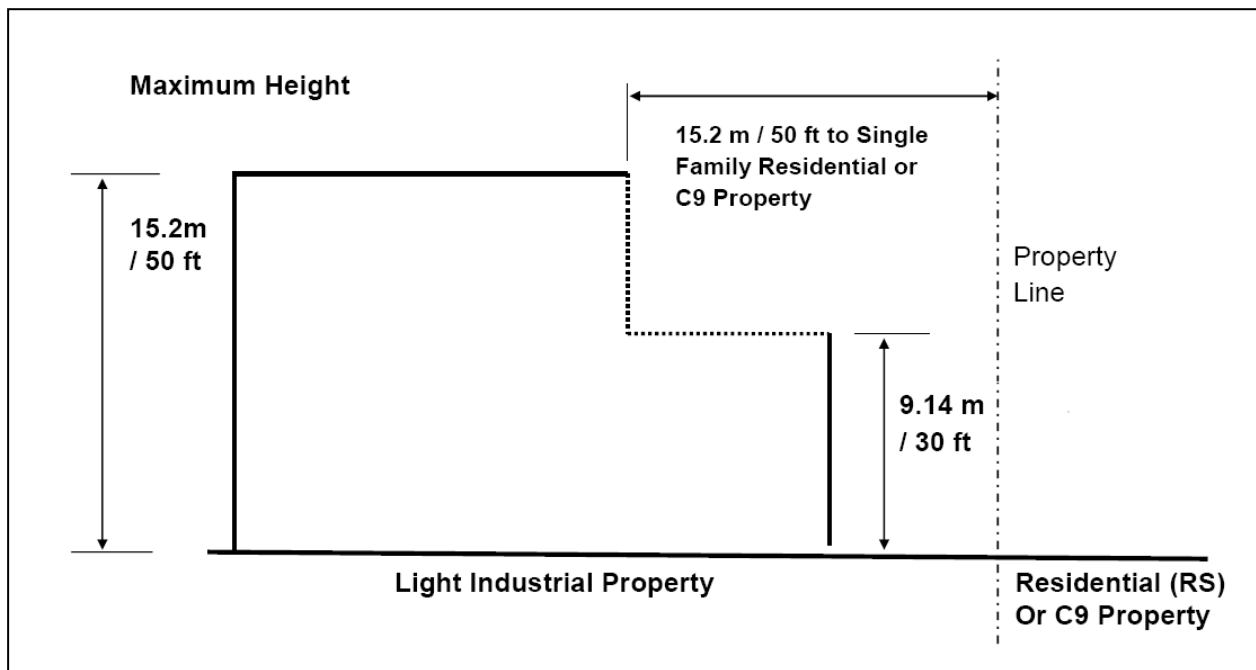 Maximum Height
15.2 m / 50 ft to Single
Family Residential or
C9 Property
15.2m
/ 50 ft
Property
Line
9.14 m
/ 30 ft
Light Industrial Property
Residential (RS)
Or C9 Property